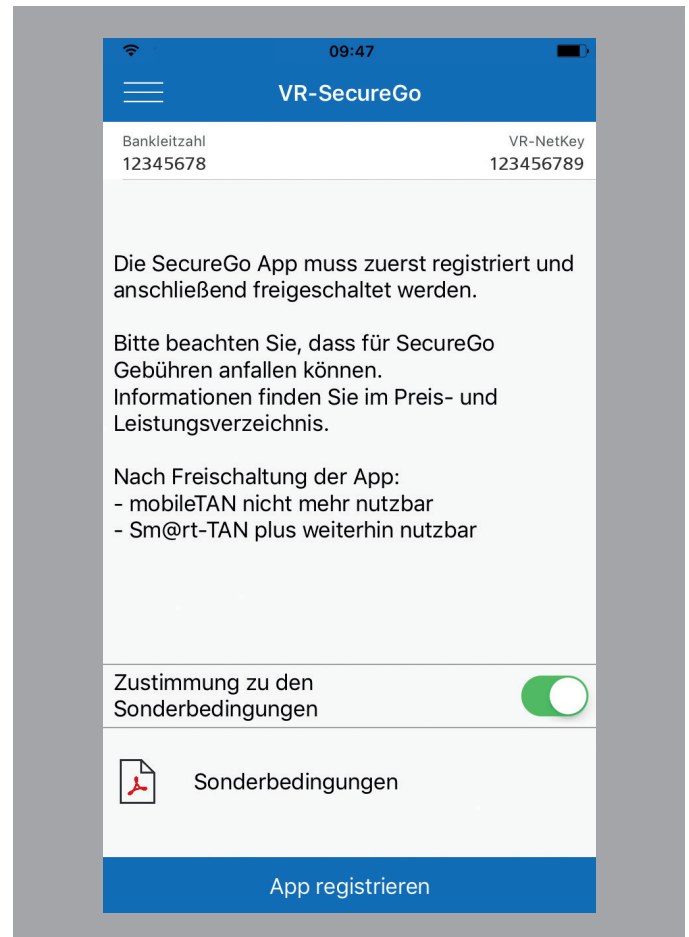 09:47
VR-SecureGo
Bankleitzahl VR-NetKey
12345678 123456789
Die SecureGo App muss zuerst registriert und
anschließend freigeschaltet werden.
Bitte beachten Sie, dass für SecureGo
Gebühren anfallen können.
Informationen finden Sie im Preis- und
Leistungsverzeichnis.
Nach Freischaltung der App:
- mobileTAN nicht mehr nutzbar
- Sm@rt-TAN plus weiterhin nutzbar
Zustimmung zu den
Sonderbedingungen
Sonderbedingungen
App registrieren